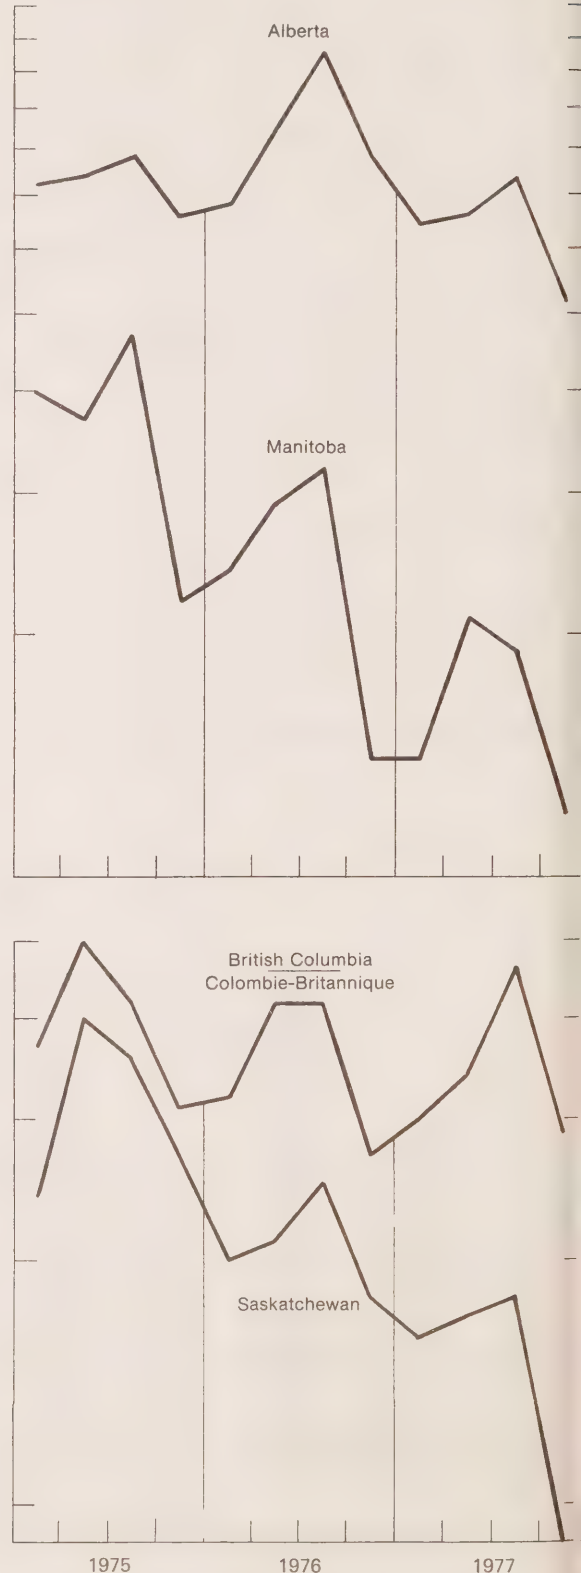 Alberta
Manitoba
British Columbia
Colombie-Britannique
Saskatchewan
1975 1976 1977